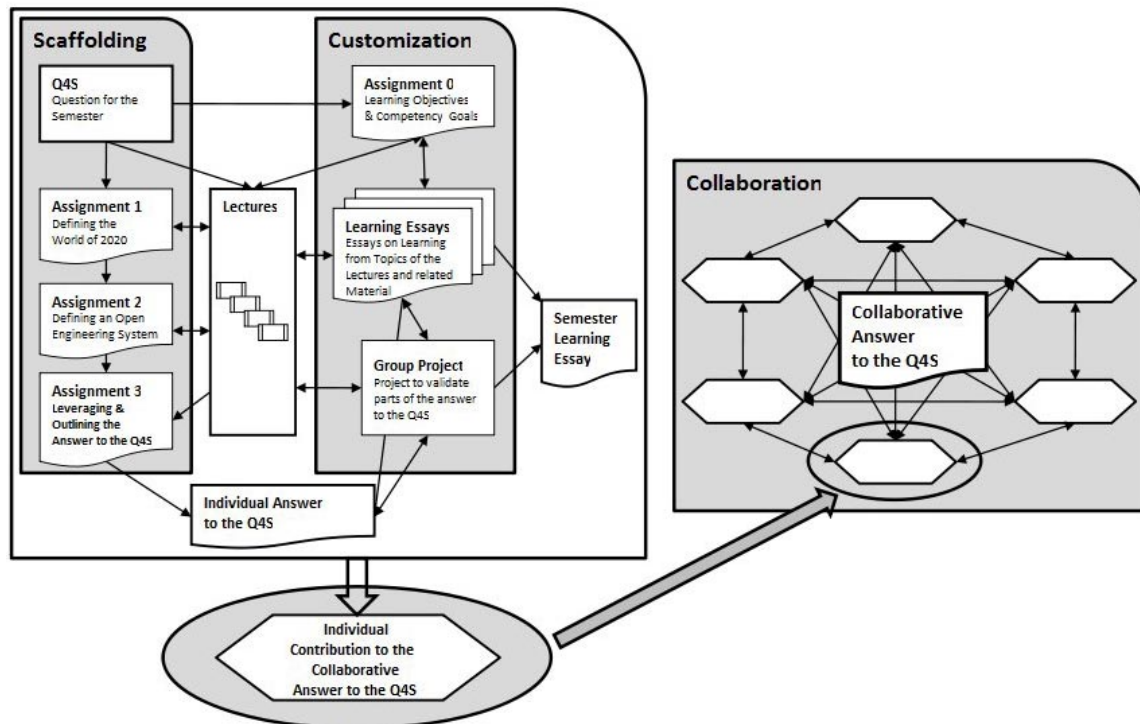 Scaffolding
Q4S
Question for the
Semester
Assignment 1
Defining the
World of 2020
Assignment 2
Defining an Open
Engineering System
Assignment 3
Leveraging &
Outlining the
Answer to the Q4S
Lectures
Customization
Assignment 0
Learning Objectives
& Competency Goals
Learning Essays
Essays on Learning
from Topics of the
Lectures and related
Material
Group Project
Project to validate
parts of the answer
to the Q4S
Semester
Learning
Essay
Individual Answer
to the Q4S
Individual
Contribution to the
Collaborative
Answer to the Q4S
Collaboration
Collaborative
Answer
to the Q4S